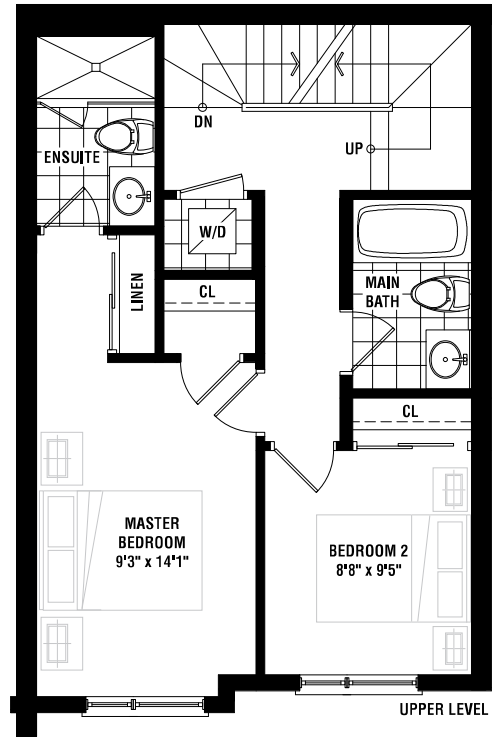 DN
UP
ENSUITE
W/D
LINEN
CL
MAIN
BATH
CL
MASTER
BEDROOM
9'3" x 14'1"
BEDROOM 2
8'8" x 9'5"
UPPER LEVEL